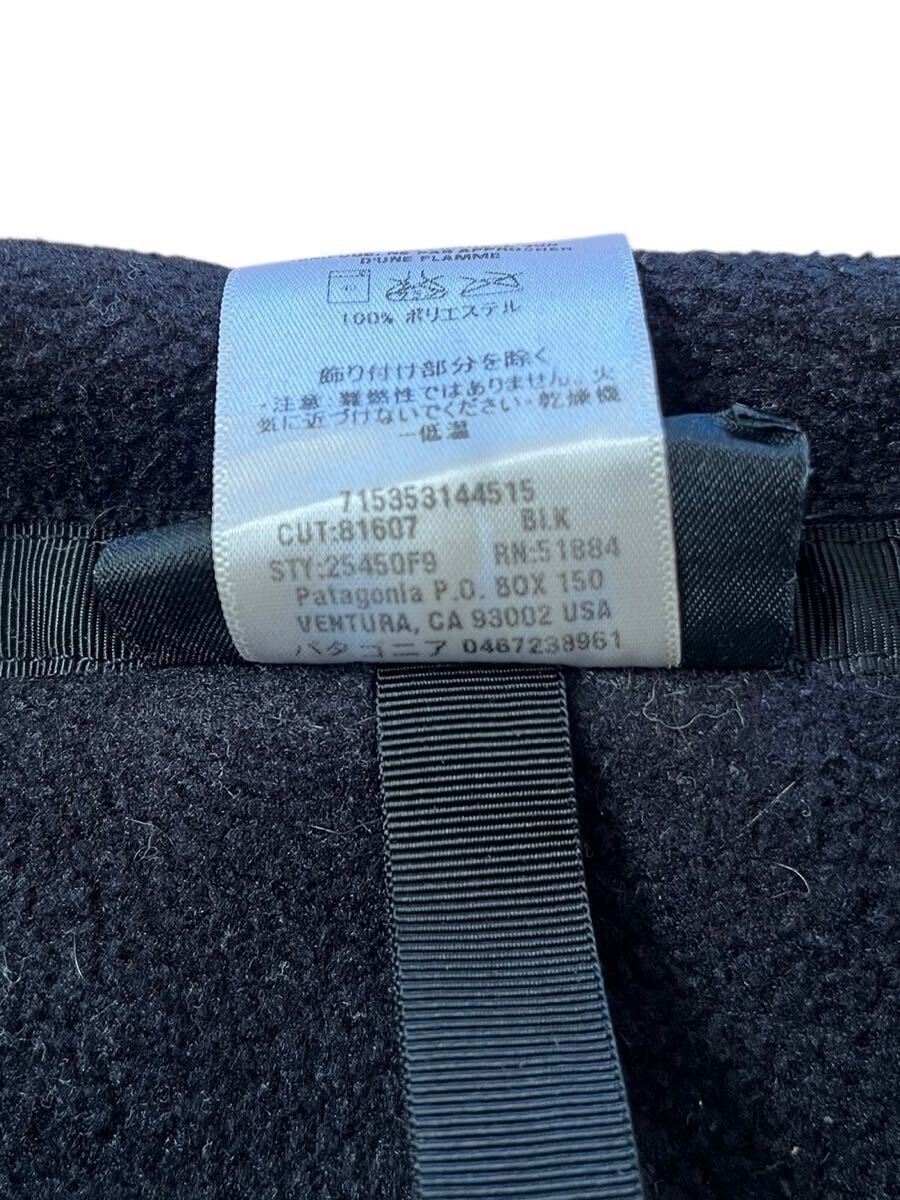 D'UNE FLAMME
100% ポリエステル
飾り付け部分を除く
-注意、難燃性ではありません、火
気に近づけないでください・乾燥機
-低温
715353144515
CUT:81607 BLK
STY:25450F9 RN:51884
Patagonia P.O. BOX 150
VENTURA, CA 93002 USA
パタゴニア 0467238961